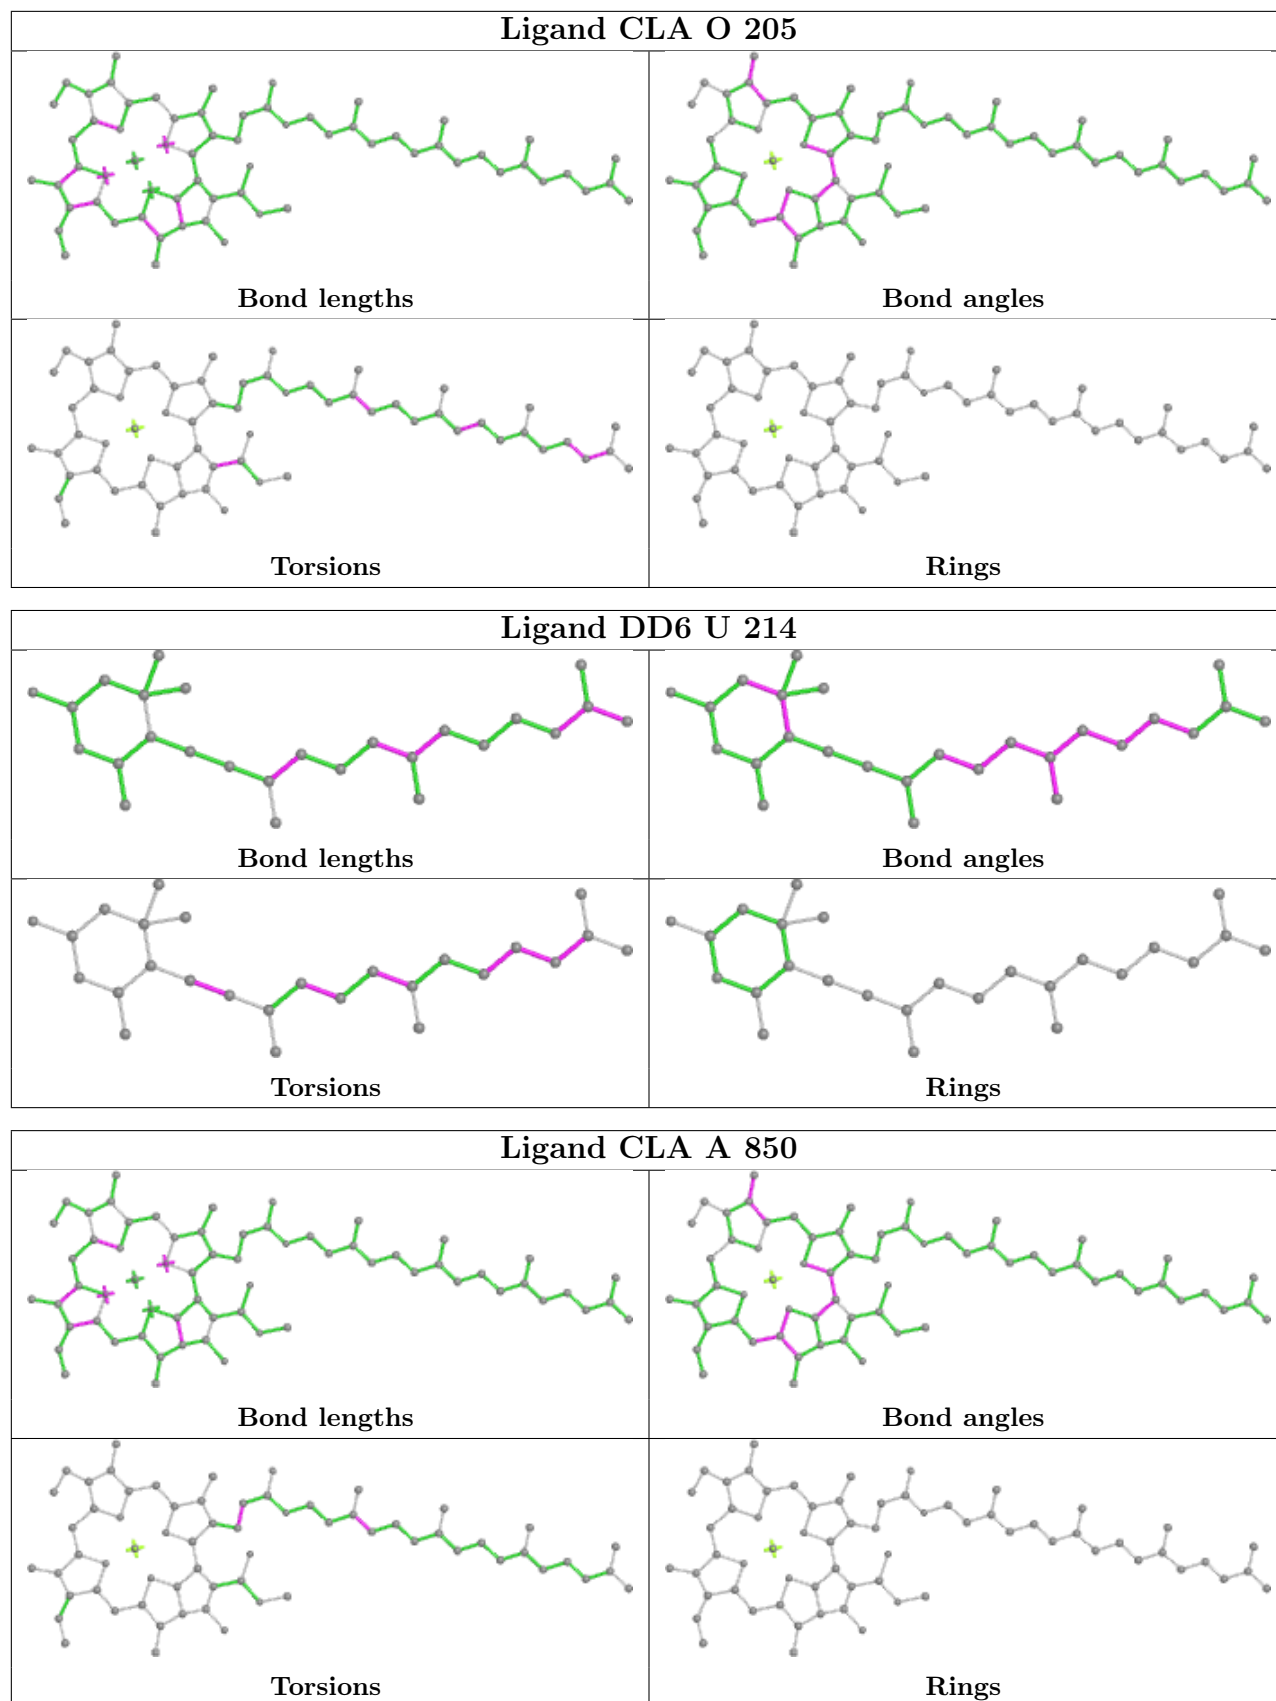 Ligand CLA O 205
Bond lengths
Bond angles
Torsions
Rings
Ligand DD6 U 214
Bond lengths
Bond angles
Torsions
Rings
Ligand CLA A 850
Bond lengths
Bond angles
Torsions
Rings